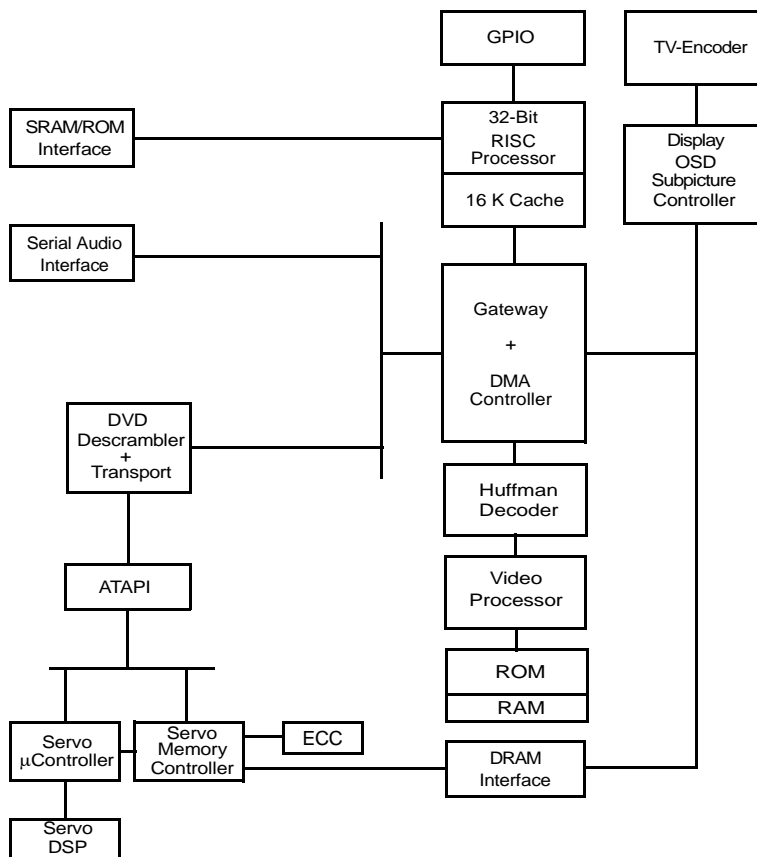 GPIO
TV-Encoder
SRAM/ROM
Interface
32-Bit
RISC
Processor
16 K Cache
Display
OSD
Subpicture
Controller
Serial Audio
Interface
Gateway
+
DMA
Controller
DVD
Descrambler
+
Transport
Huffman
Decoder
ATAPI
Video
Processor
ROM
RAM
Servo
μController
Servo
Memory
Controller
ECC
DRAM
Interface
Servo
DSP